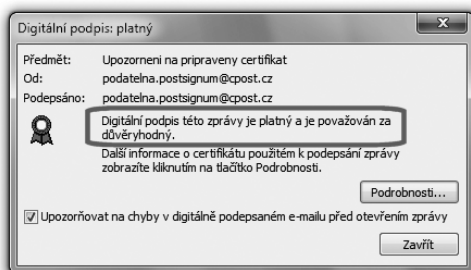 Digitální podpis: platný
Předmět: Upozorneni na pripraveny certifikat
Od: podatelna.postsignum@cpost.cz
Podepsáno: podatelna.postsignum@cpost.cz
Digitální podpis této zprávy je platný a je považován za
důvěryhodný.
Další informace o certifikátu použitém k podepsání zprávy
zobrazíte kliknutím na tlačítko Podrobnosti.
Podrobnosti...
Upozorňovat na chyby v digitálně podepsaném e-mailu před otevřením zprávy
Zavřít